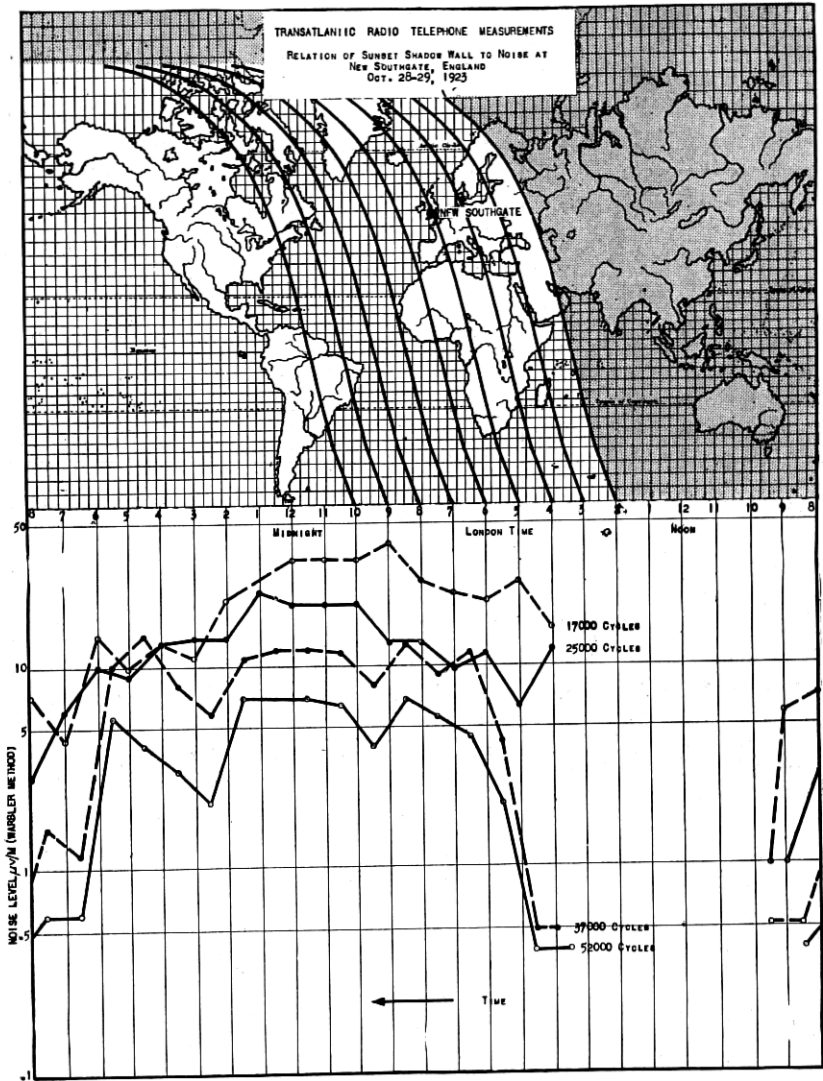 TRANSATLANTIC RADIO TELEPHONE MEASUREMENTS
RELATION OF SUNSET SHADOW WALL TO NOISE AT
NEW SOUTHGATE, ENGLAND
OCT. 28-29, 1923
NEW SOUTHGATE
8 7 6 5 4 3 2 1 12 11 10 9 8 7 6 5 4 3 2 1 12 11 10 9 8
MIDNIGHT LONDON TIME NOON
50
17000 CYCLES
25000 CYCLES
10
5
NOISE LEVEL μV/M (WARBLER METHOD)
1
.5
37000 CYCLES
52000 CYCLES
TIME
.1